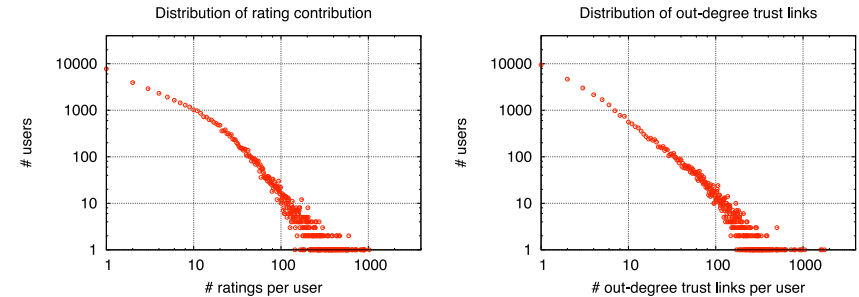 Distribution of rating contribution
10000
1000
100
10
1
# users
1 10 100 1000
# ratings per user
Distribution of out-degree trust links
10000
1000
100
10
1
# users
1 10 100 1000
# out-degree trust links per user